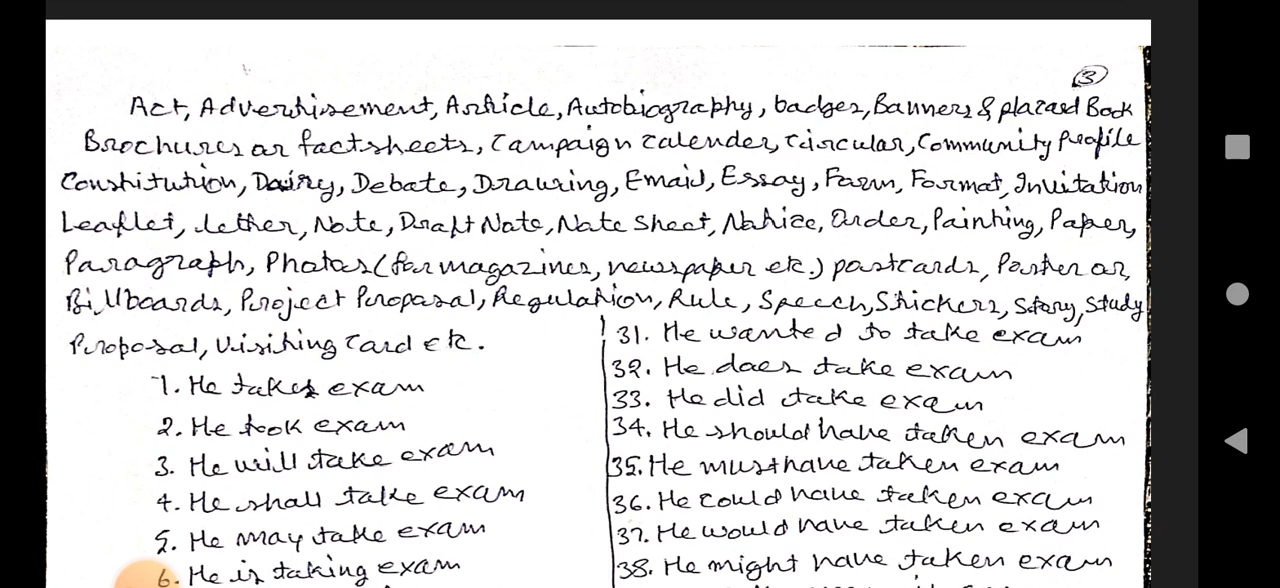 3
Act, Advertisement, Article, Autobiography, badges, Banners & placard Book
Brochures or factsheets, Campaign calender, Circular, Community Profile
Constitution, Dairy, Debate, Drawing, Email, Essay, Form, Format, Invitation
Leaflet, Letter, Note, Draft Note, Note Sheet, Notice, Order, Painting, Paper,
Paragraph, Photos (for magazines, newspaper etc.) postcards, Poster or,
Billboards, Project Proposal, Regulation, Rule, Speech, Stickers, Story, Study
Proposal, Visiting Card etc.
1. He takes exam
2. He took exam
3. He will take exam
4. He shall take exam
5. He may take exam
6. He is taking exam
31. He wanted to take exam
32. He does take exam
33. He did take exam
34. He should have taken exam
35. He must have taken exam
36. He could have taken exam
37. He would have taken exam
38. He might have taken exam